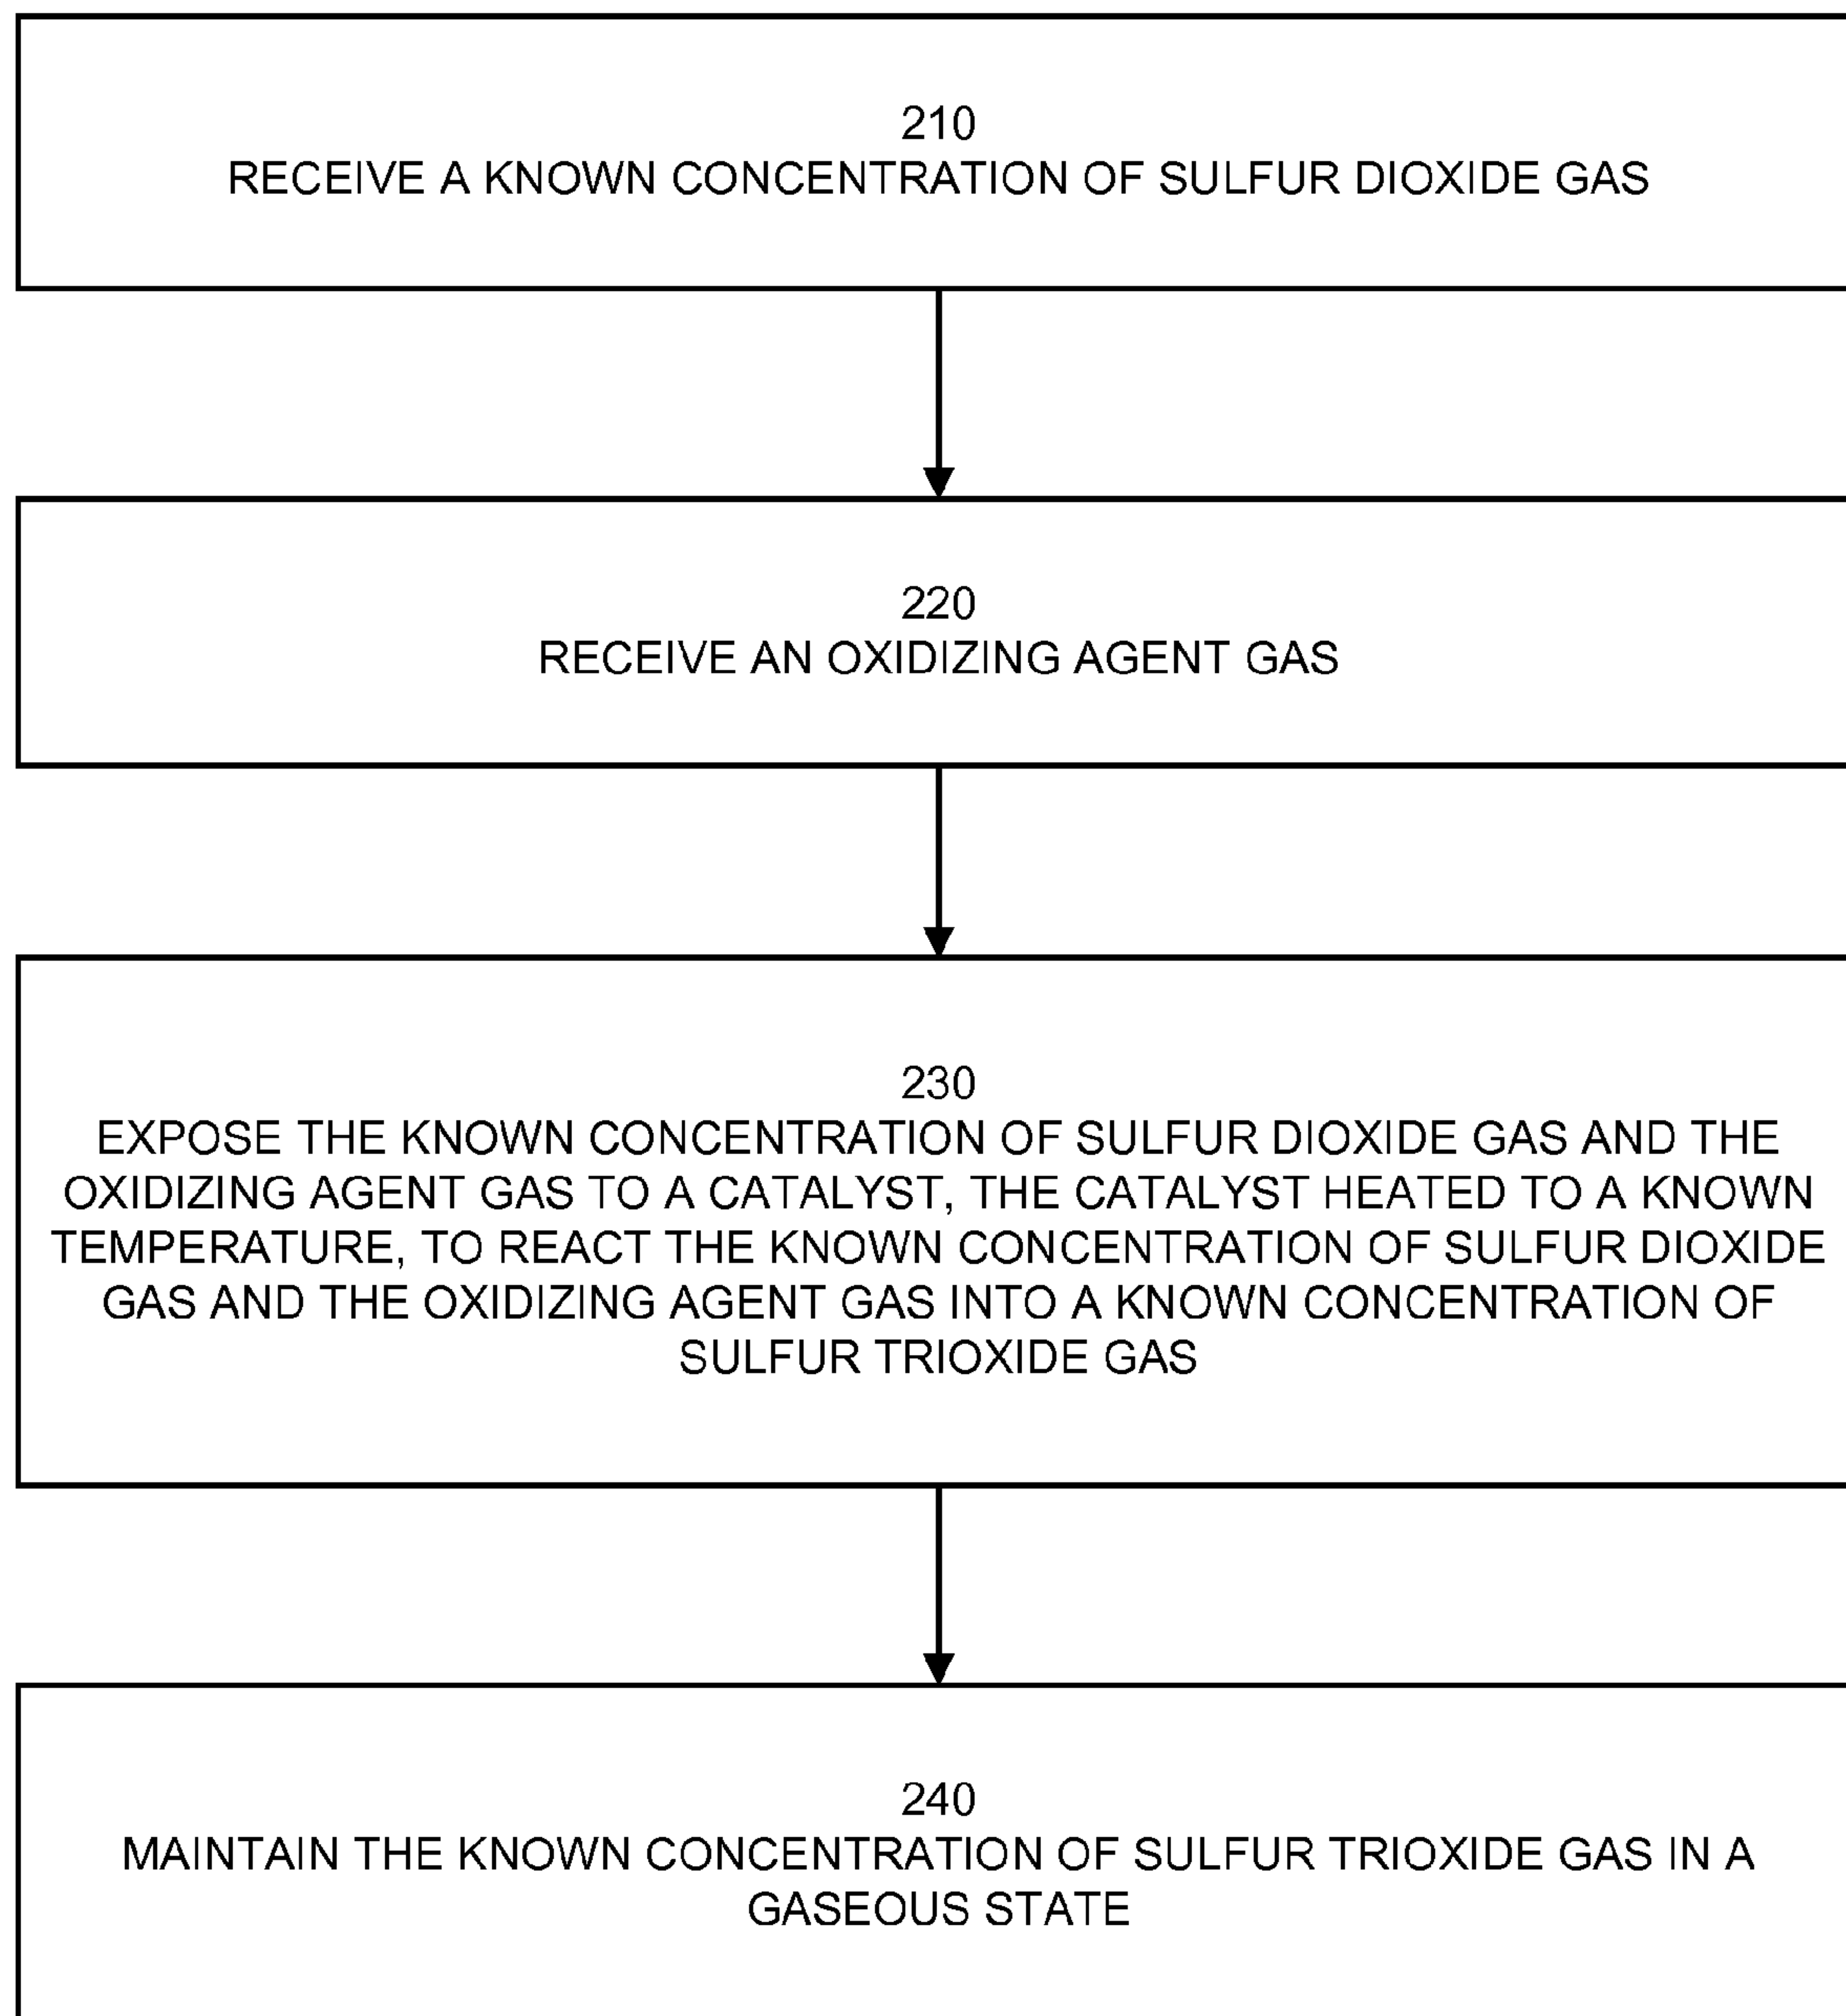 210
RECEIVE A KNOWN CONCENTRATION OF SULFUR DIOXIDE GAS
220
RECEIVE AN OXIDIZING AGENT GAS
230
EXPOSE THE KNOWN CONCENTRATION OF SULFUR DIOXIDE GAS AND THE
OXIDIZING AGENT GAS TO A CATALYST, THE CATALYST HEATED TO A KNOWN
TEMPERATURE, TO REACT THE KNOWN CONCENTRATION OF SULFUR DIOXIDE
GAS AND THE OXIDIZING AGENT GAS INTO A KNOWN CONCENTRATION OF
SULFUR TRIOXIDE GAS
240
MAINTAIN THE KNOWN CONCENTRATION OF SULFUR TRIOXIDE GAS IN A
GASEOUS STATE